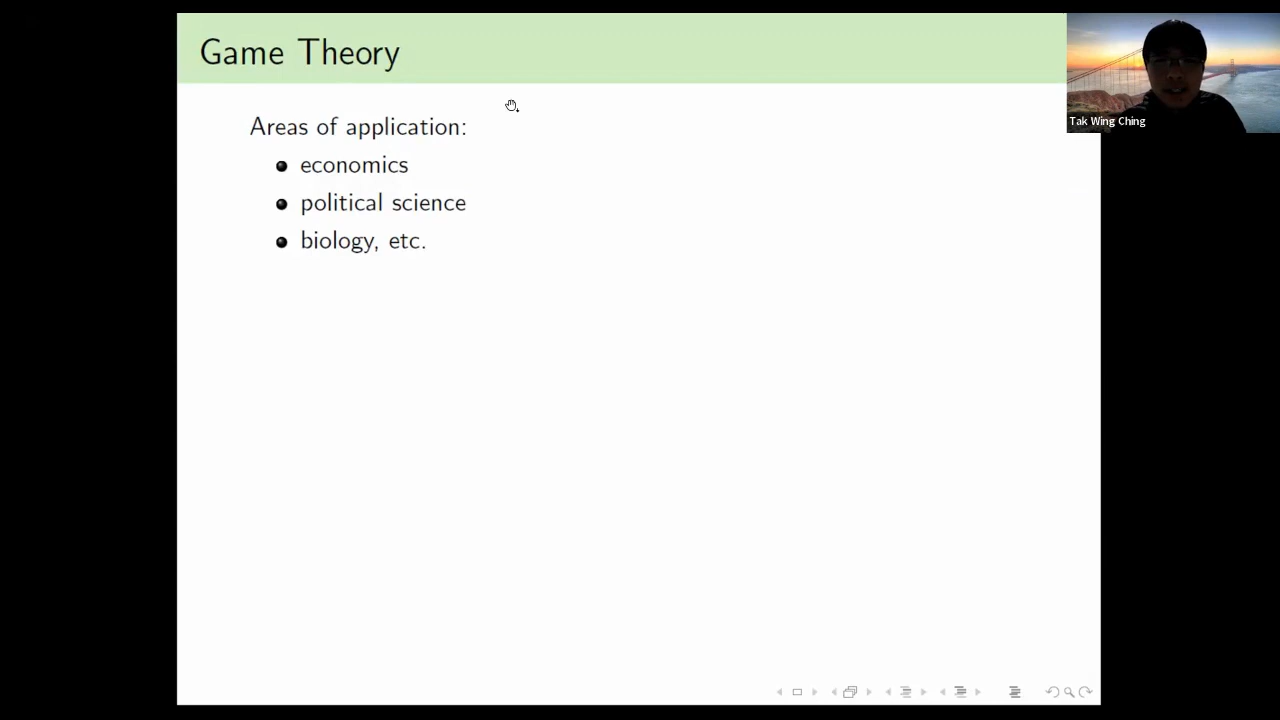 Game Theory
Areas of application:
economics
political science
biology, etc.
Tak Wing Ching